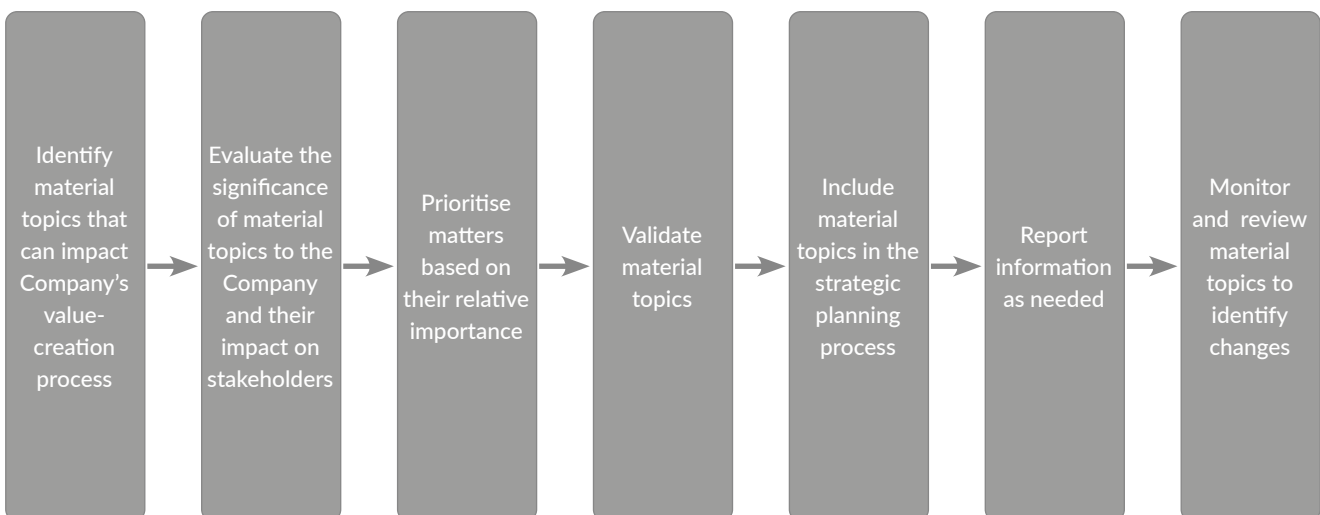 Identify
material
topics that
can impact
Company's
value-
creation
process
Evaluate the
significance
of material
topics to the
Company
and their
impact on
stakeholders
Prioritise
matters
based on
their relative
importance
Validate
material
topics
Include
material
topics in the
strategic
planning
process
Report
information
as needed
Monitor
and  review
material
topics to
identify
changes